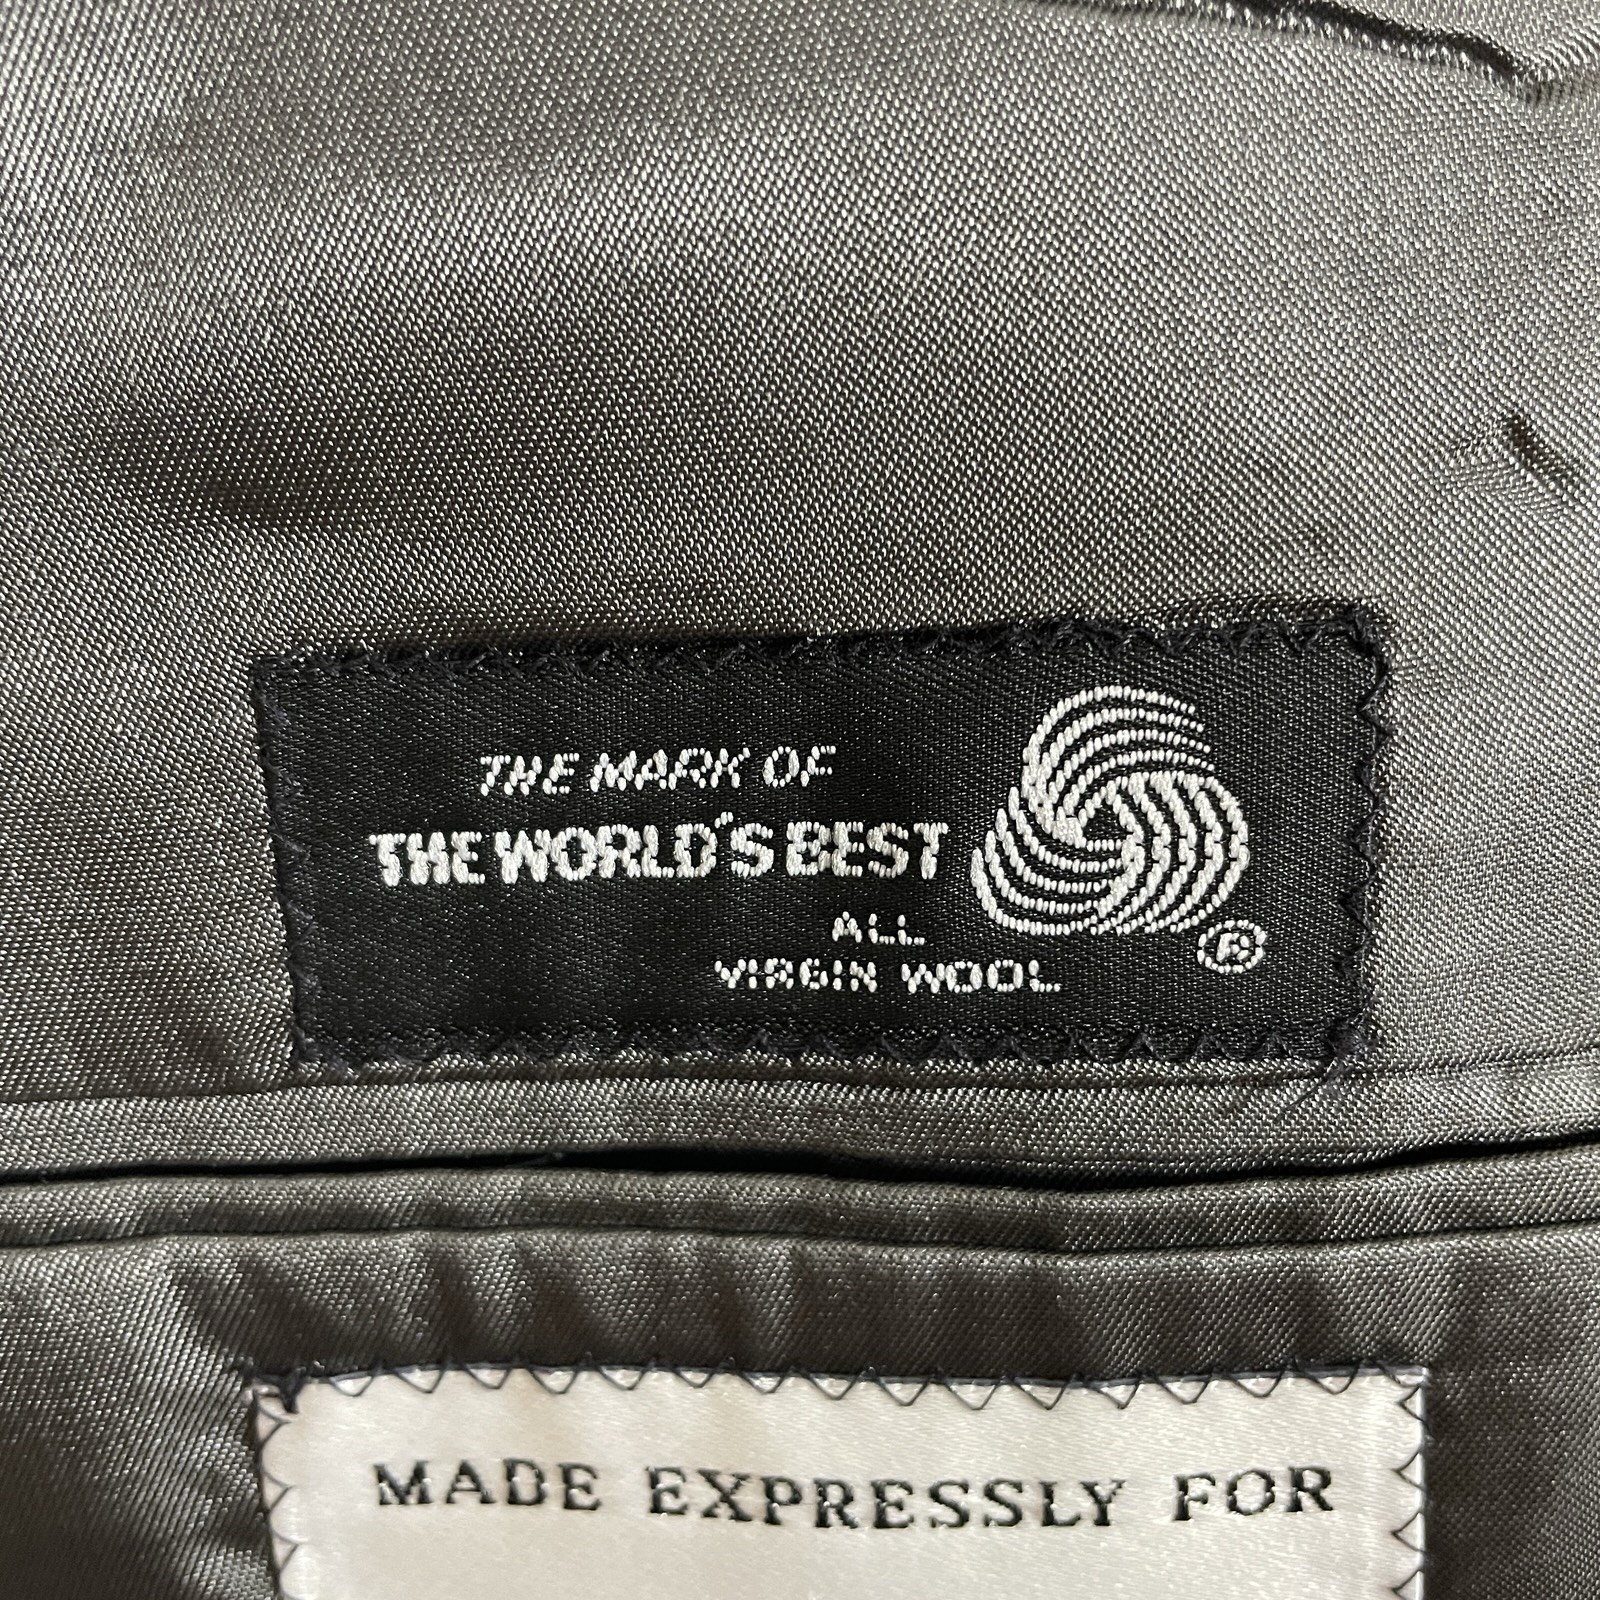 THE MARK OF
THE WORLD'S BEST
ALL
VIRGIN WOOL
®
MADE EXPRESSLY FOR